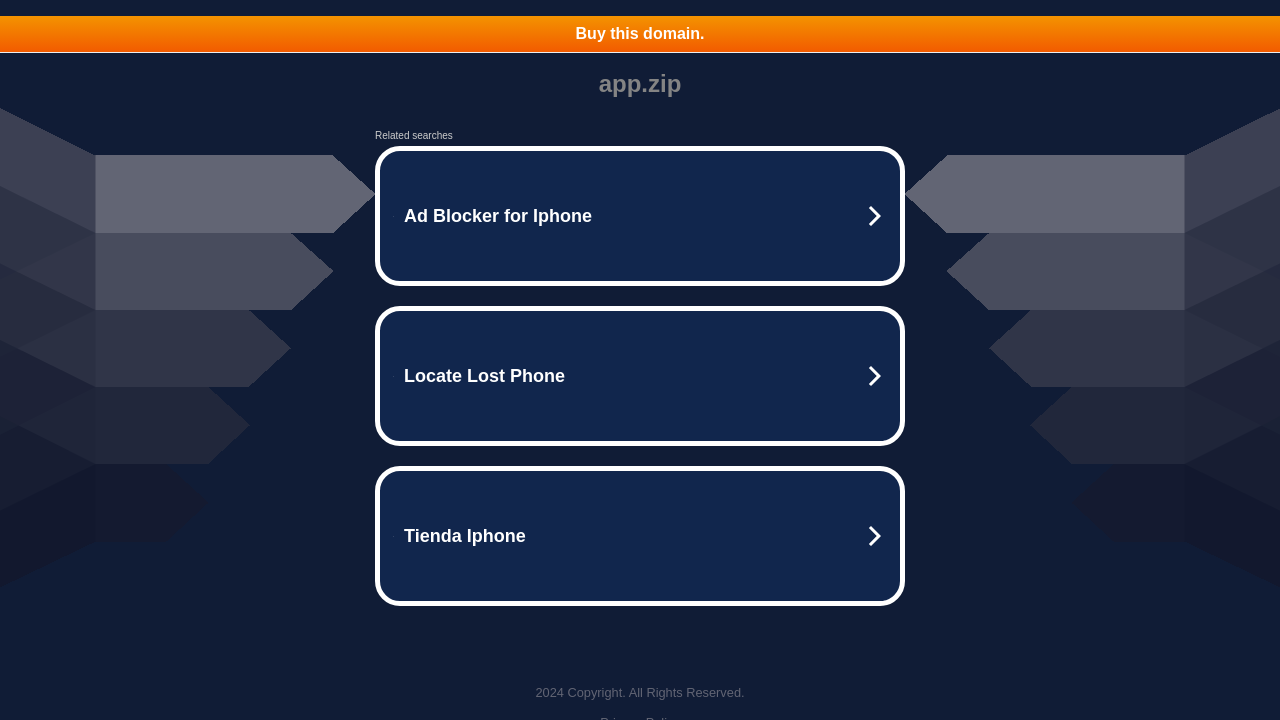 Buy this domain.
app.zip
Related searches
Ad Blocker for Iphone
Locate Lost Phone
Tienda Iphone
2024 Copyright. All Rights Reserved.